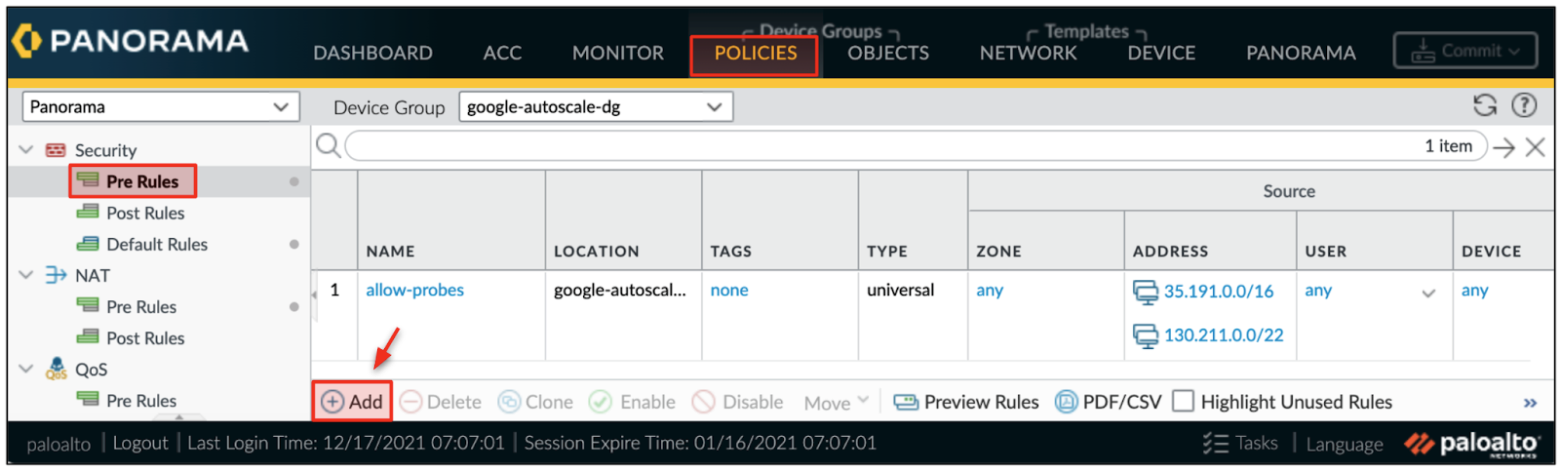 Device Groups Templates
PANORAMA DASHBOARD ACC MONITOR POLICIES OBJECTS NETWORK DEVICE PANORAMA Commit
Panorama Device Group google-autoscale-dg
Security
1 item
Pre Rules
Post Rules
Default Rules
NAT
Pre Rules
Post Rules
QoS
Pre Rules
Source
NAME LOCATION TAGS TYPE ZONE ADDRESS USER DEVICE
1 allow-probes google-autoscal... none universal any 35.191.0.0/16 any any
130.211.0.0/22
Add Delete Clone Enable Disable Move Preview Rules PDF/CSV Highlight Unused Rules »
paloalto | Logout | Last Login Time: 12/17/2021 07:07:01 | Session Expire Time: 01/16/2021 07:07:01 Tasks | Language paloalto
NETWORKS